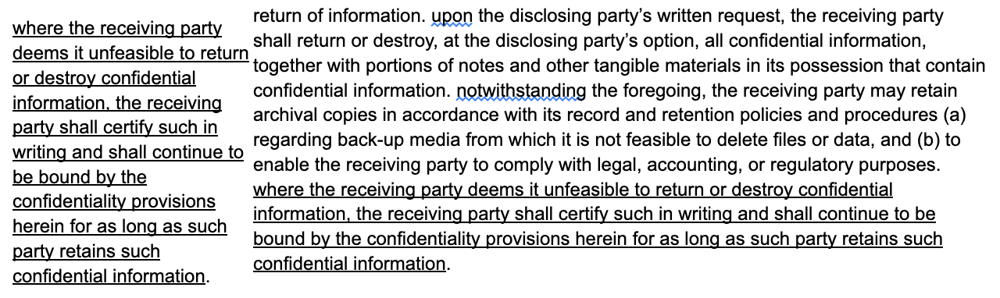 where the receiving party
deems it unfeasible to return
or destroy confidential
information, the receiving
party shall certify such in
writing and shall continue to
be bound by the
confidentiality provisions
herein for as long as such
party retains such
confidential information.
return of information. upon the disclosing party’s written request, the receiving party
shall return or destroy, at the disclosing party’s option, all confidential information,
together with portions of notes and other tangible materials in its possession that contain
confidential information. notwithstanding the foregoing, the receiving party may retain
archival copies in accordance with its record and retention policies and procedures (a)
regarding back-up media from which it is not feasible to delete files or data, and (b) to
enable the receiving party to comply with legal, accounting, or regulatory purposes.
where the receiving party deems it unfeasible to return or destroy confidential
information, the receiving party shall certify such in writing and shall continue to be
bound by the confidentiality provisions herein for as long as such party retains such
confidential information.